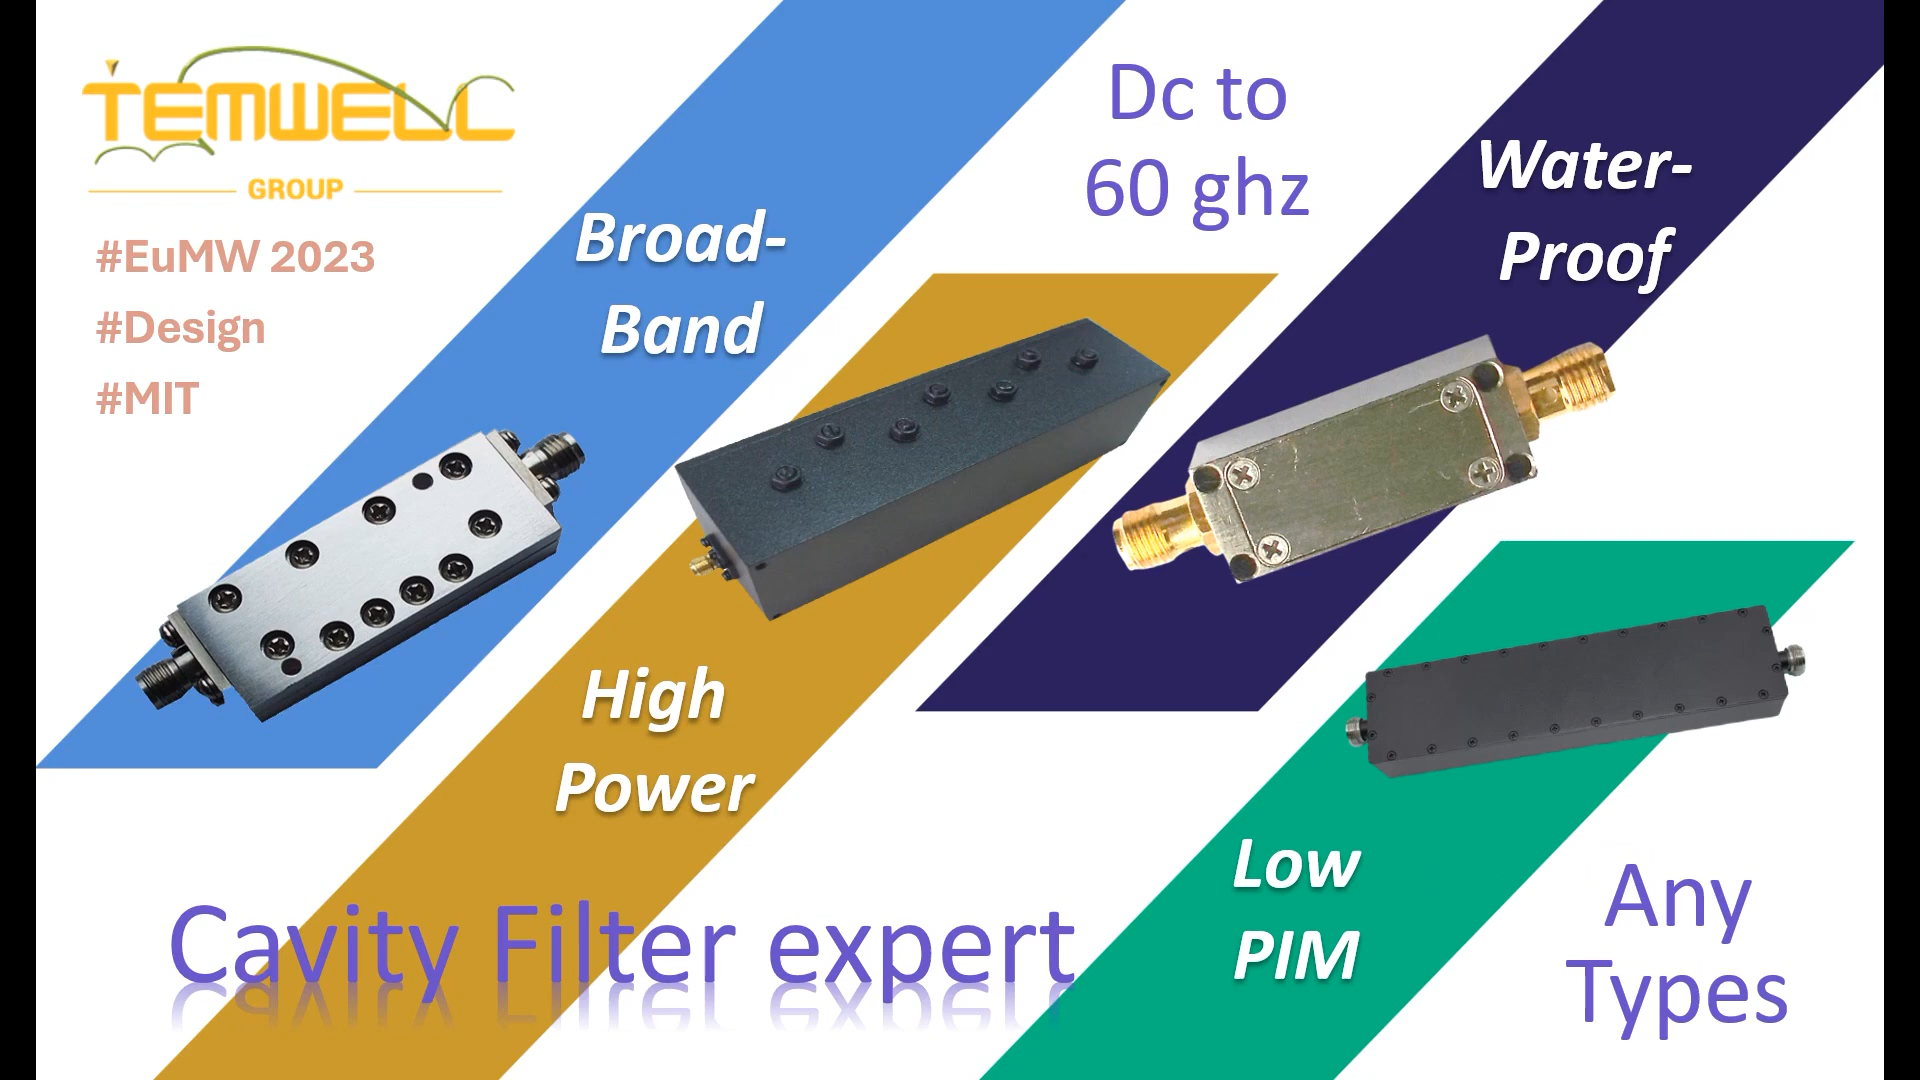 TEMWELL
GROUP
#EuMW 2023
#Design
#MIT
Broad-
Band
Dc to
60 ghz
Water-
Proof
High
Power
Low
PIM
Cavity Filter expert
Any
Types